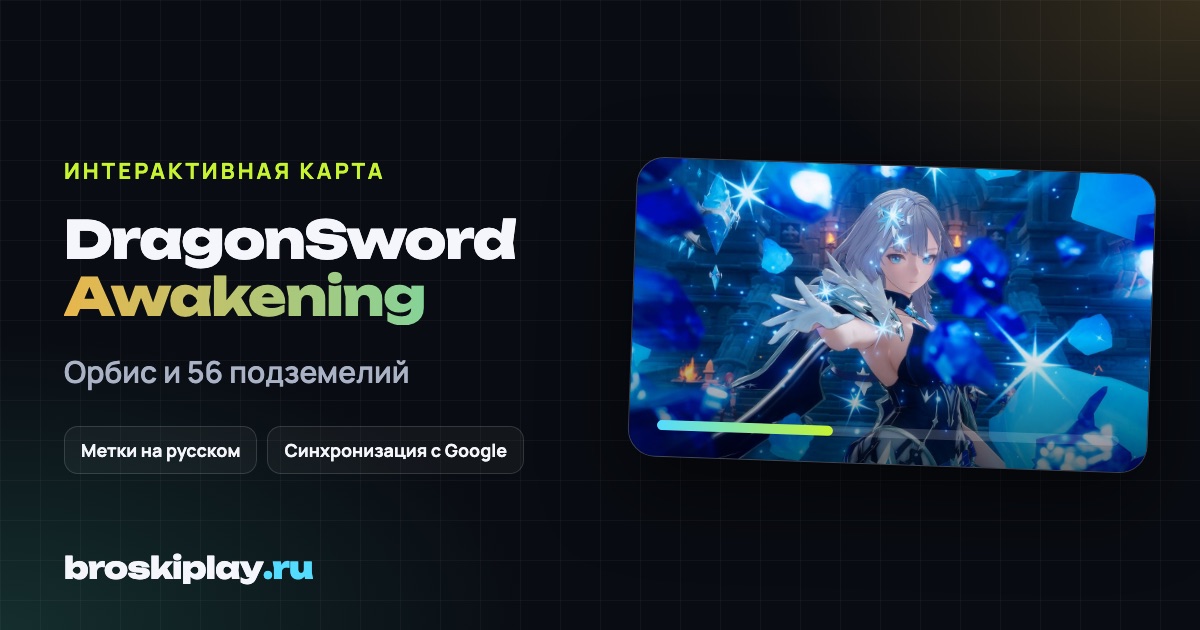 ИНТЕРАКТИВНАЯ КАРТА
DragonSword
Awakening
Орбис и 56 подземелий
Метки на русском
Синхронизация с Google
broskiplay.ru